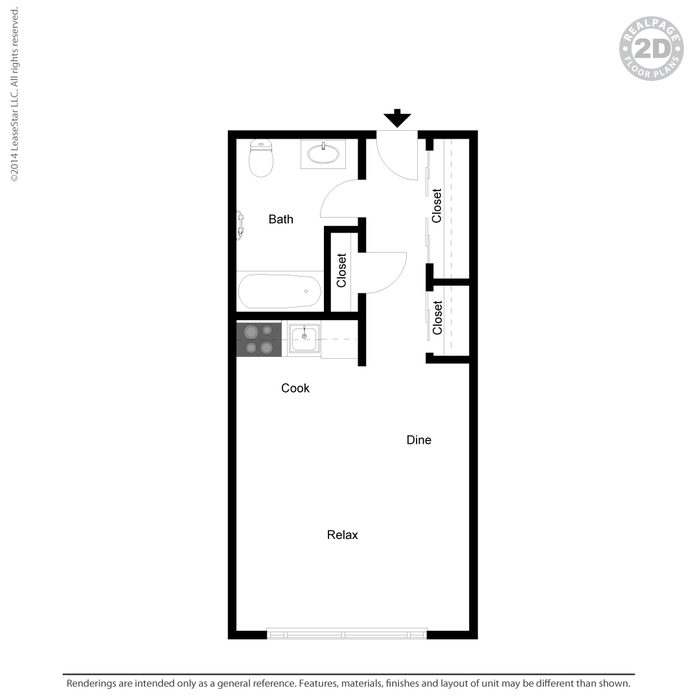 ©2014 LeaseStar LLC. All rights reserved.
REALPAGE
2D
FLOOR PLANS
Closet
Bath
Closet
Closet
Cook
Dine
Relax
Renderings are intended only as a general reference. Features, materials, finishes and layout of unit may be different than shown.